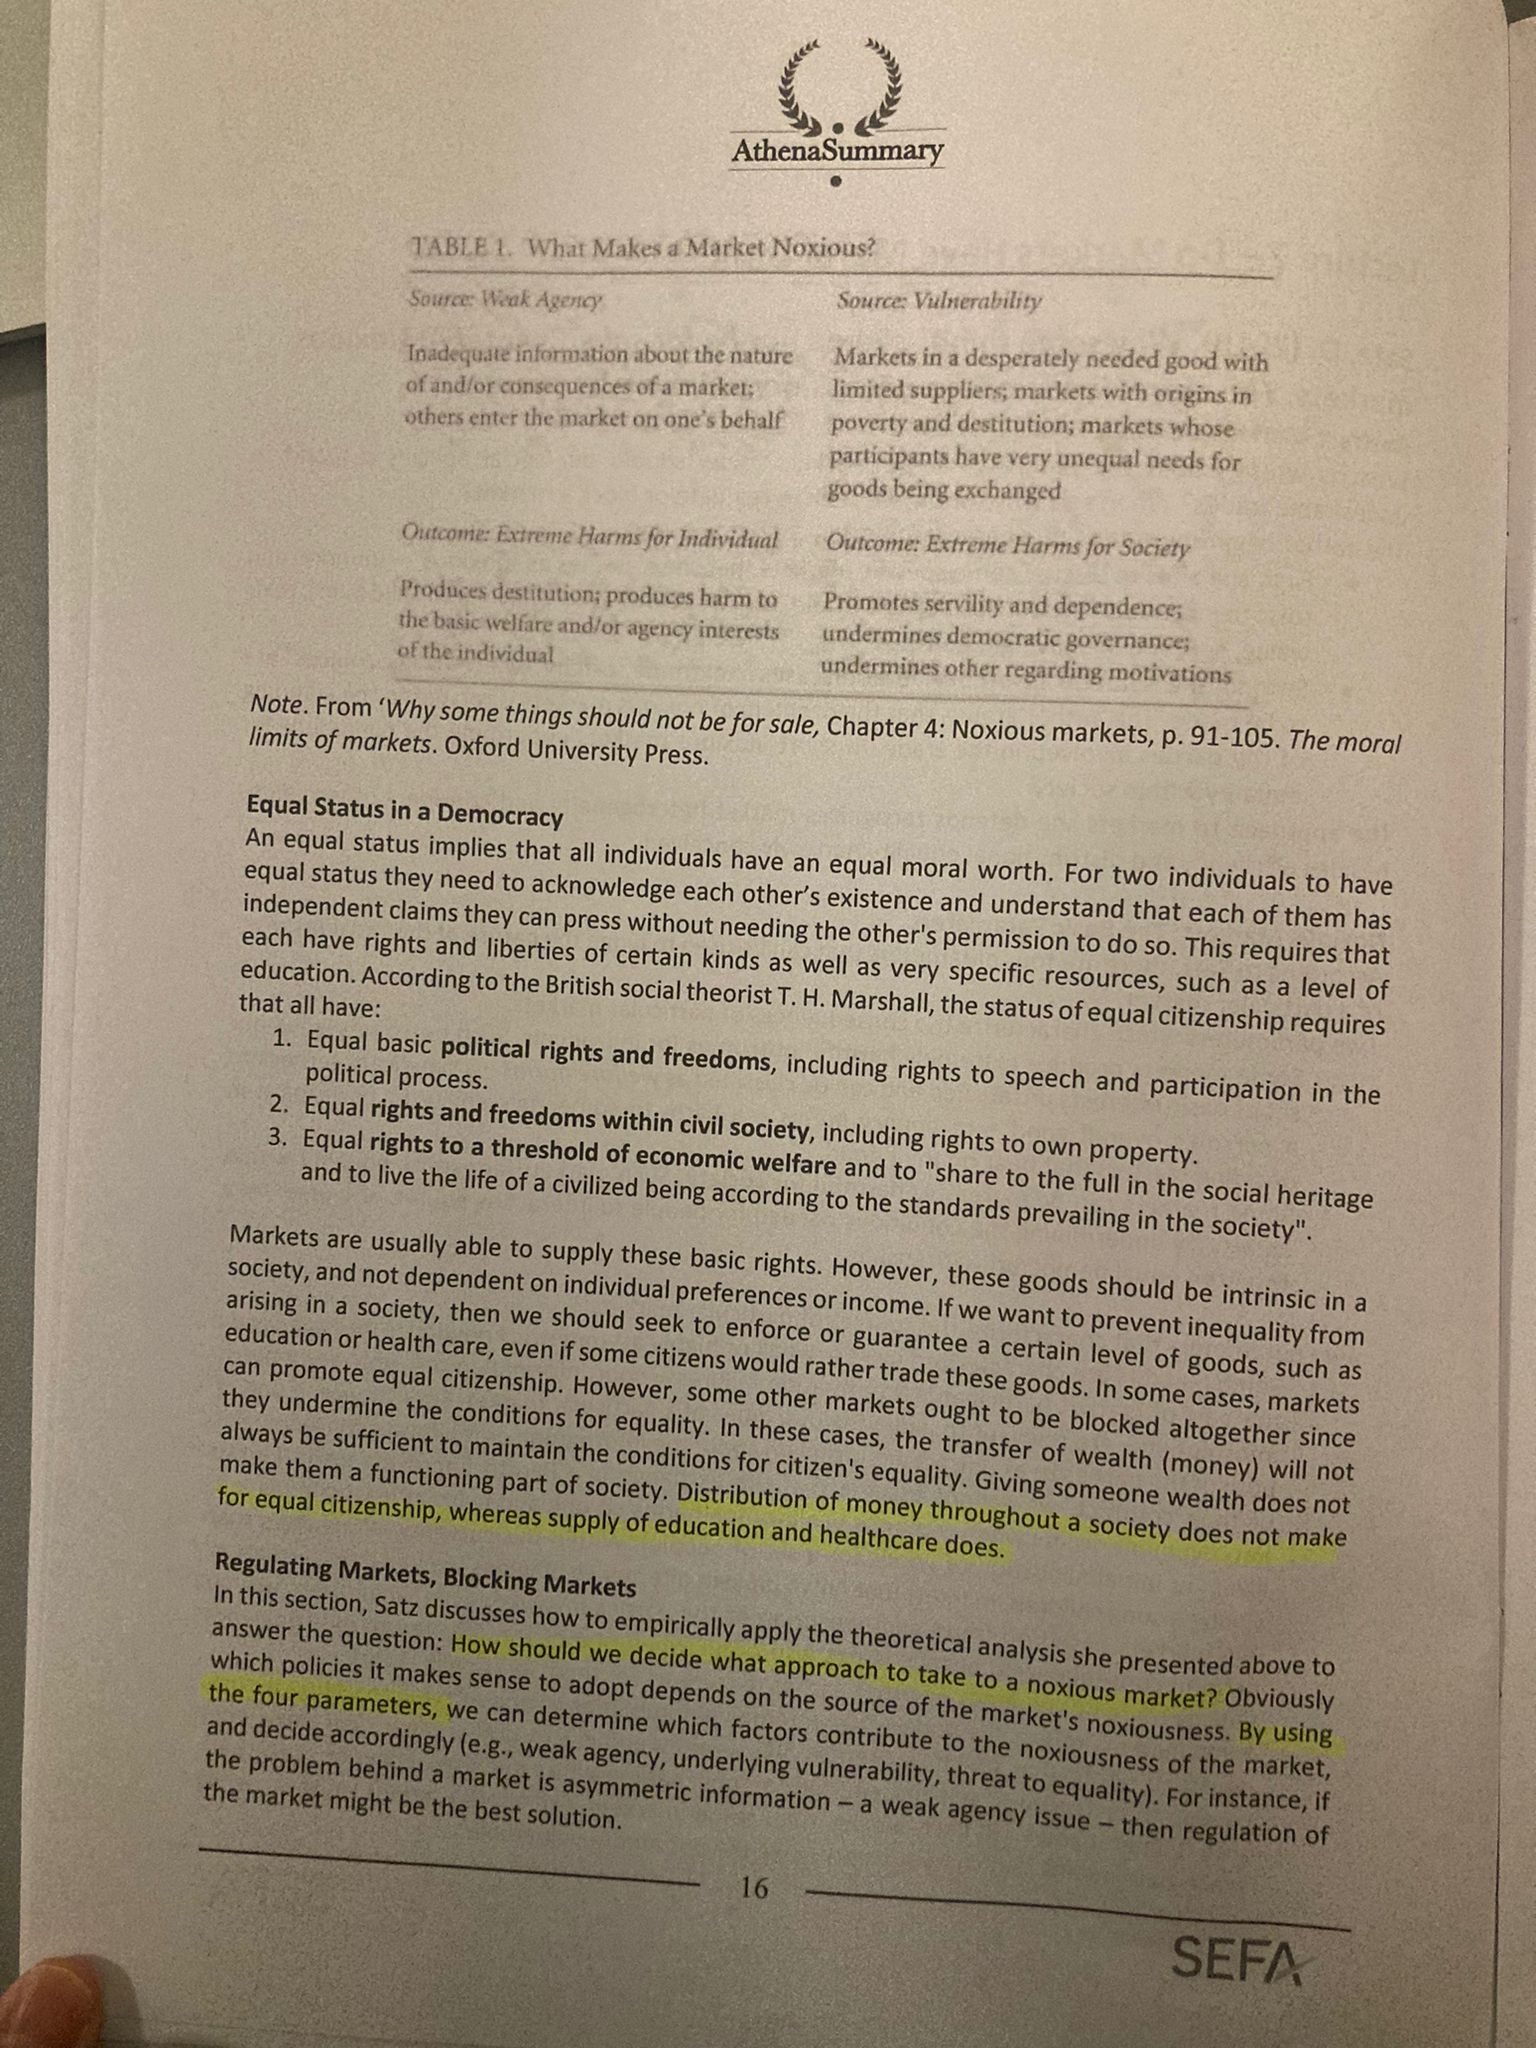 AthenaSummary
TABLE 1. What Makes a Market Noxious?
Source: Weak Agency
Inadequate information about the nature
of and/or consequences of a market;
others enter the market on one's behalf
Source: Vulnerability
Markets in a desperately needed good with
limited suppliers; markets with origins in
poverty and destitution; markets whose
participants have very unequal needs for
goods being exchanged
Outcome: Extreme Harms for Individual
Produces destitution; produces harm to
the basic welfare and/or agency interests
of the individual
Outcome: Extreme Harms for Society
Promotes servility and dependence;
undermines democratic governance;
undermines other regarding motivations
Note. From ‘Why some things should not be for sale, Chapter 4: Noxious markets, p. 91-105. The moral
limits of markets. Oxford University Press.
Equal Status in a Democracy
An equal status implies that all individuals have an equal moral worth. For two individuals to have
equal status they need to acknowledge each other’s existence and understand that each of them has
independent claims they can press without needing the other's permission to do so. This requires that
each have rights and liberties of certain kinds as well as very specific resources, such as a level of
education. According to the British social theorist T. H. Marshall, the status of equal citizenship requires
that all have:
1. Equal basic political rights and freedoms, including rights to speech and participation in the
political process.
2. Equal rights and freedoms within civil society, including rights to own property.
3. Equal rights to a threshold of economic welfare and to "share to the full in the social heritage
and to live the life of a civilized being according to the standards prevailing in the society".
Markets are usually able to supply these basic rights. However, these goods should be intrinsic in a
society, and not dependent on individual preferences or income. If we want to prevent inequality from
arising in a society, then we should seek to enforce or guarantee a certain level of goods, such as
education or health care, even if some citizens would rather trade these goods. In some cases, markets
can promote equal citizenship. However, some other markets ought to be blocked altogether since
they undermine the conditions for equality. In these cases, the transfer of wealth (money) will not
always be sufficient to maintain the conditions for citizen's equality. Giving someone wealth does not
make them a functioning part of society. Distribution of money throughout a society does not make
for equal citizenship, whereas supply of education and healthcare does.
Regulating Markets, Blocking Markets
In this section, Satz discusses how to empirically apply the theoretical analysis she presented above to
answer the question: How should we decide what approach to take to a noxious market? Obviously
which policies it makes sense to adopt depends on the source of the market's noxiousness. By using
the four parameters, we can determine which factors contribute to the noxiousness of the market,
and decide accordingly (e.g., weak agency, underlying vulnerability, threat to equality). For instance, if
the problem behind a market is asymmetric information – a weak agency issue – then regulation of
the market might be the best solution.
16
SEFA